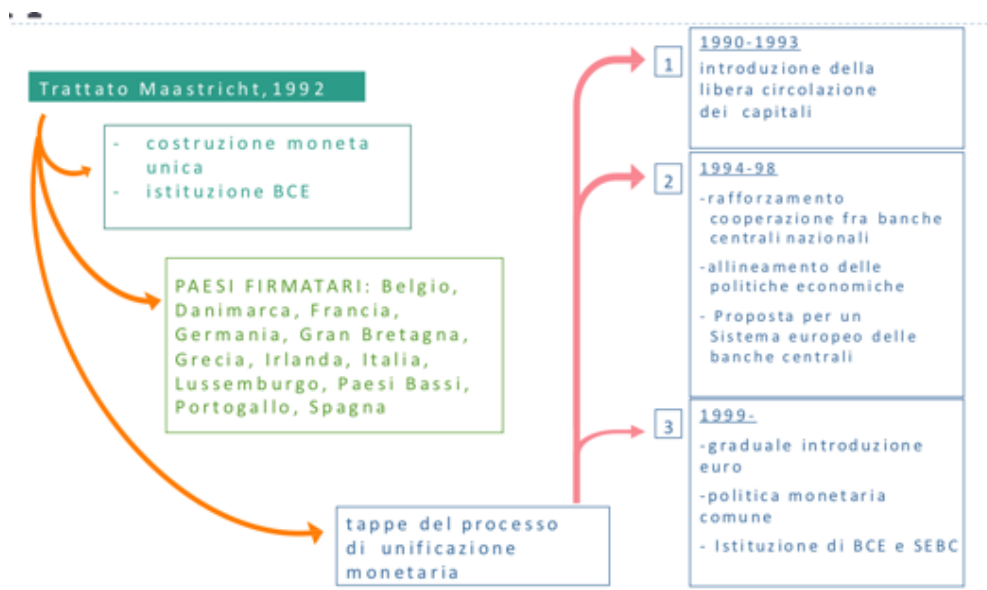 Trattato Maastricht,1992
- costruzione moneta
unica
- istituzione BCE
PAESI FIRMATARI: Belgio,
Danimarca, Francia,
Germania, Gran Bretagna,
Grecia, Irlanda, Italia,
Lussemburgo, Paesi Bassi,
Portogallo, Spagna
tappe del processo
di unificazione
monetaria
1
1990-1993
introduzione della
libera circolazione
dei capitali
2
1994-98
-rafforzamento
cooperazione fra banche
centrali nazionali
-allineamento delle
politiche economiche
- Proposta per un
Sistema europeo delle
banche centrali
3
1999-
-graduale introduzione
euro
-politica monetaria
comune
- Istituzione di BCE e SEBC